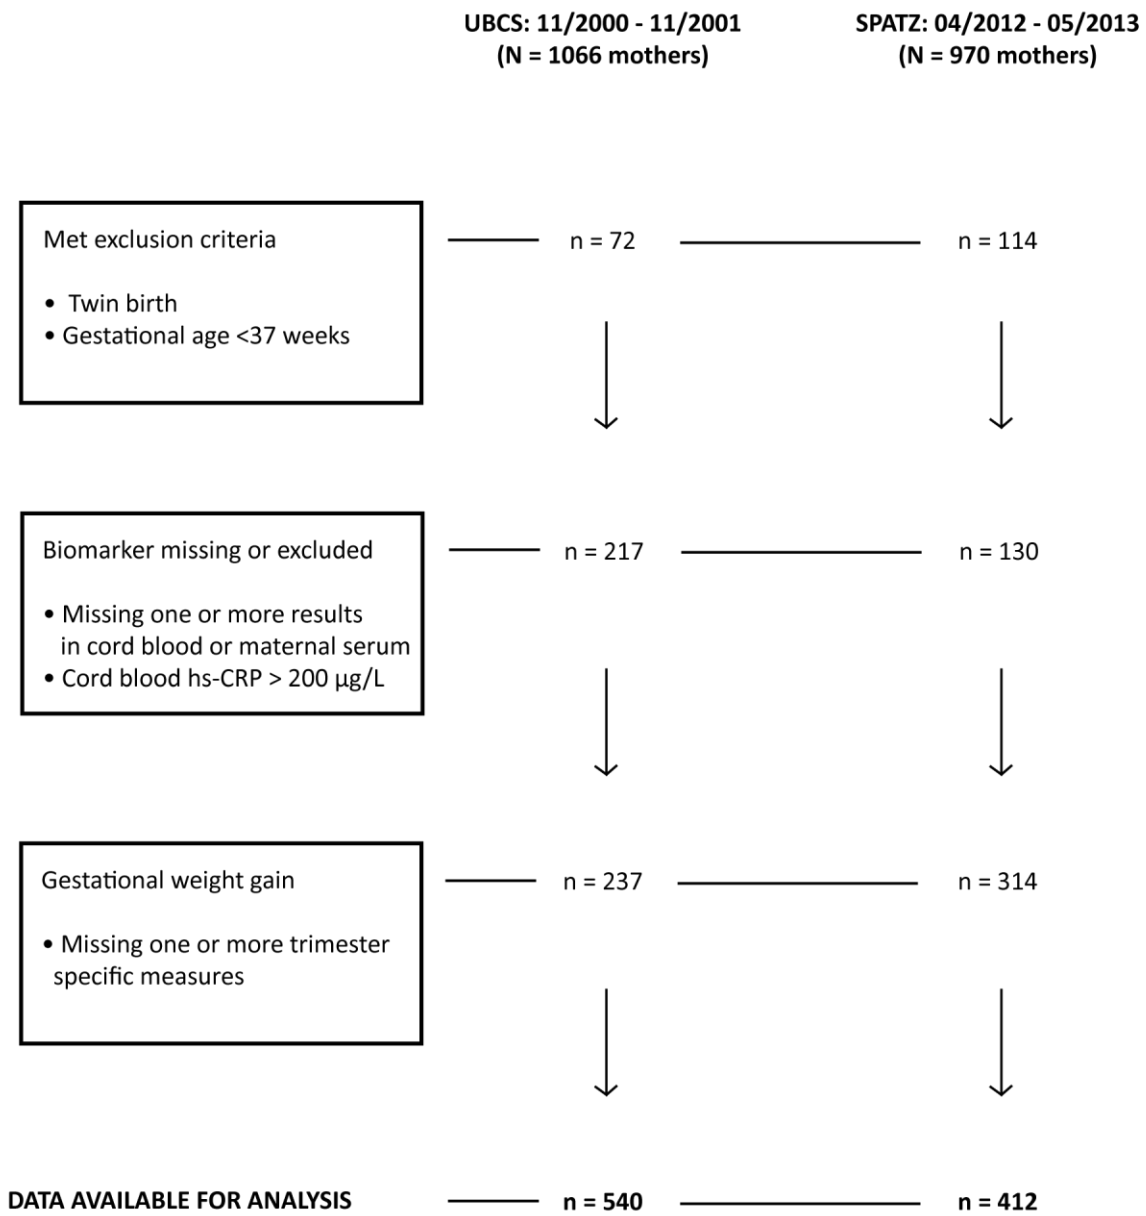 UBCS: 11/2000 - 11/2001 SPATZ: 04/2012 - 05/2013
(N = 1066 mothers) (N = 970 mothers)
Met exclusion criteria n = 72 n = 114
• Twin birth
• Gestational age <37 weeks
Biomarker missing or excluded n = 217 n = 130
• Missing one or more results
in cord blood or maternal serum
• Cord blood hs-CRP > 200 µg/L
Gestational weight gain n = 237 n = 314
• Missing one or more trimester
specific measures
DATA AVAILABLE FOR ANALYSIS n = 540 n = 412